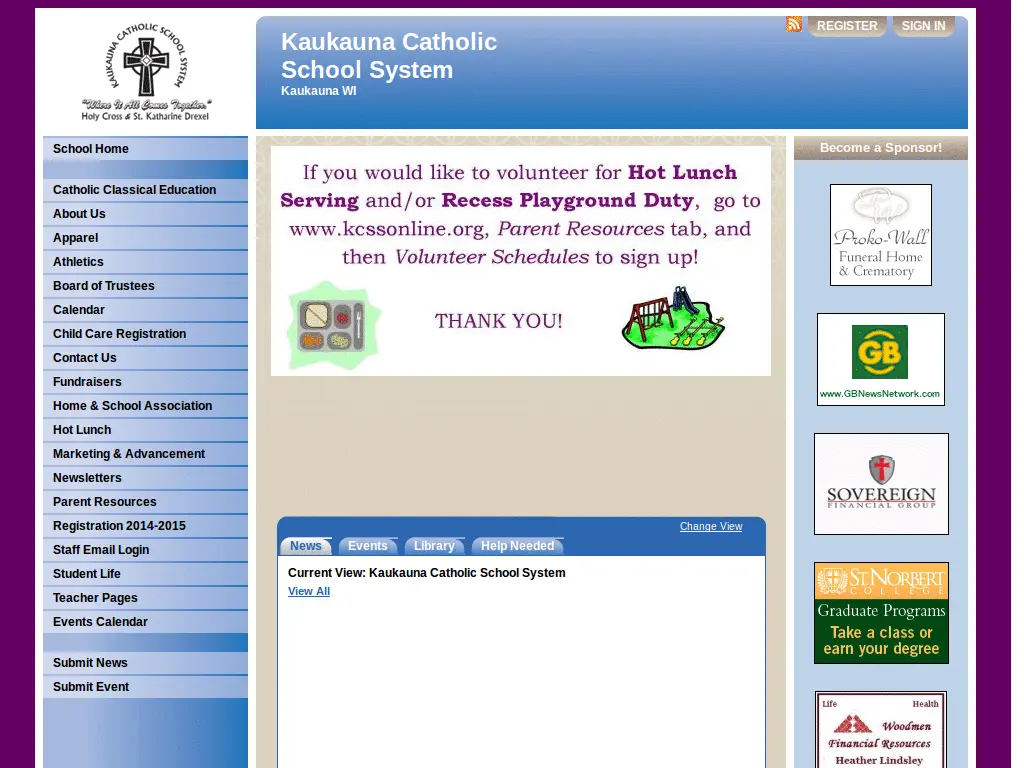 KAUKAUNA CATHOLIC SCHOOL SYSTEM
"Where It All Comes Together."
Holy Cross & St. Katharine Drexel
Kaukauna Catholic
School System
Kaukauna WI
REGISTER
SIGN IN
School Home
Catholic Classical Education
About Us
Apparel
Athletics
Board of Trustees
Calendar
Child Care Registration
Contact Us
Fundraisers
Home & School Association
Hot Lunch
Marketing & Advancement
Newsletters
Parent Resources
Registration 2014-2015
Staff Email Login
Student Life
Teacher Pages
Events Calendar
Submit News
Submit Event
If you would like to volunteer for Hot Lunch
Serving and/or Recess Playground Duty, go to
www.kcssonline.org, Parent Resources tab, and
then Volunteer Schedules to sign up!
THANK YOU!
Change View
News
Events
Library
Help Needed
Current View: Kaukauna Catholic School System
View All
Become a Sponsor!
Proko-Wall
Funeral Home
& Crematory
GB
www.GBNewsNetwork.com
SOVEREIGN
FINANCIAL GROUP
ST. NORBERT
COLLEGE
Graduate Programs
Take a class or
earn your degree
Life Health
Woodmen
Financial Resources
Heather Lindsley